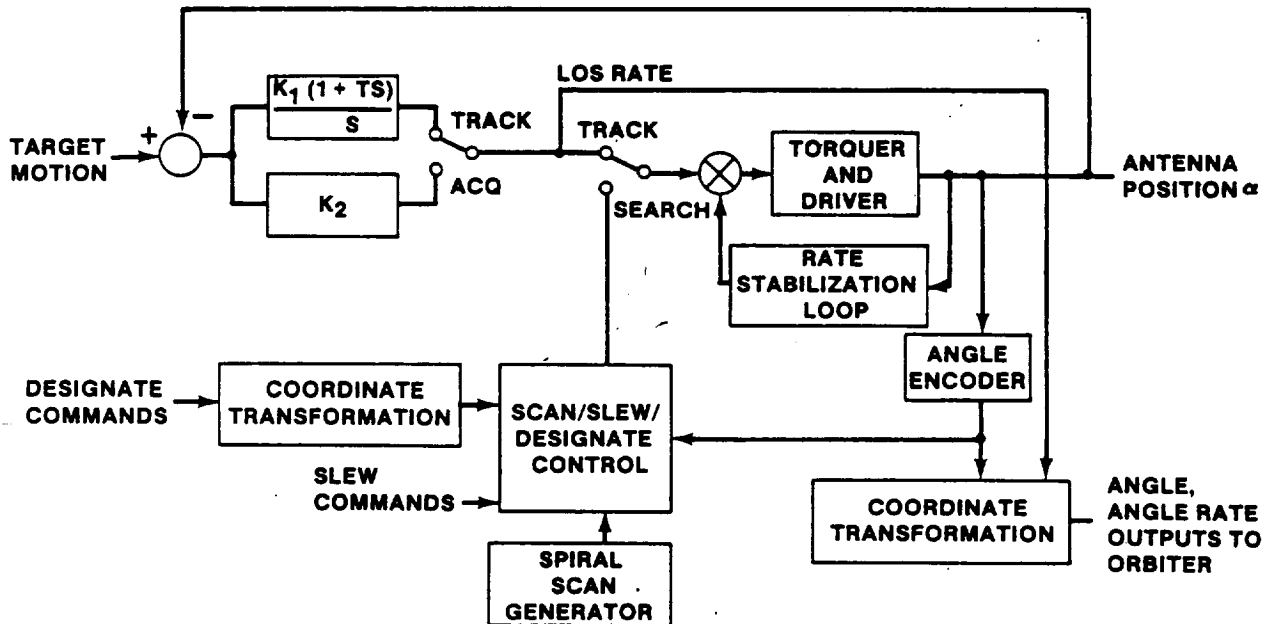 LOS RATE
K1 (1 + TS)
S
TRACK
TRACK
+
−
TARGET
MOTION
ACQ
K2
SEARCH
TORQUER
AND
DRIVER
ANTENNA
POSITION α
RATE
STABILIZATION
LOOP
ANGLE
ENCODER
DESIGNATE
COMMANDS
COORDINATE
TRANSFORMATION
SCAN/SLEW/
DESIGNATE
CONTROL
SLEW
COMMANDS
SPIRAL
SCAN
GENERATOR
COORDINATE
TRANSFORMATION
ANGLE,
ANGLE RATE
OUTPUTS TO
ORBITER